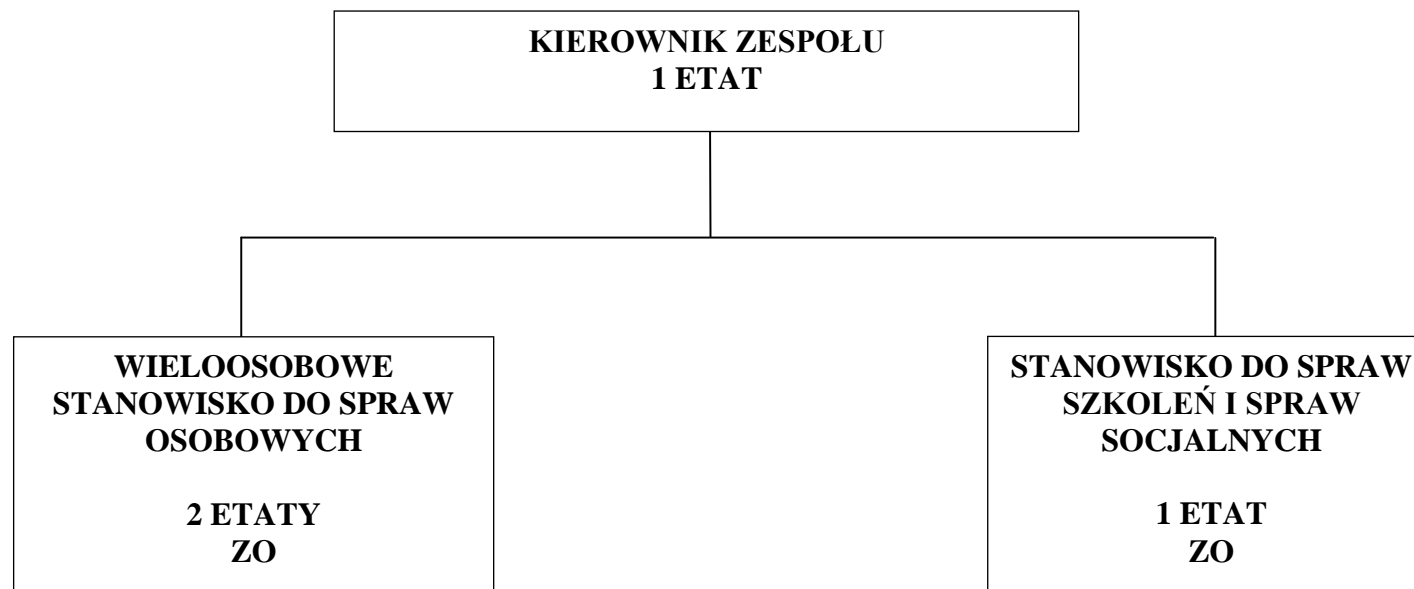 KIEROWNIK ZESPOŁU
1 ETAT
WIELOOSOBOWE
STANOWISKO DO SPRAW
OSOBOWYCH
2 ETATY
ZO
STANOWISKO DO SPRAW
SZKOLEŃ I SPRAW
SOCJALNYCH
1 ETAT
ZO